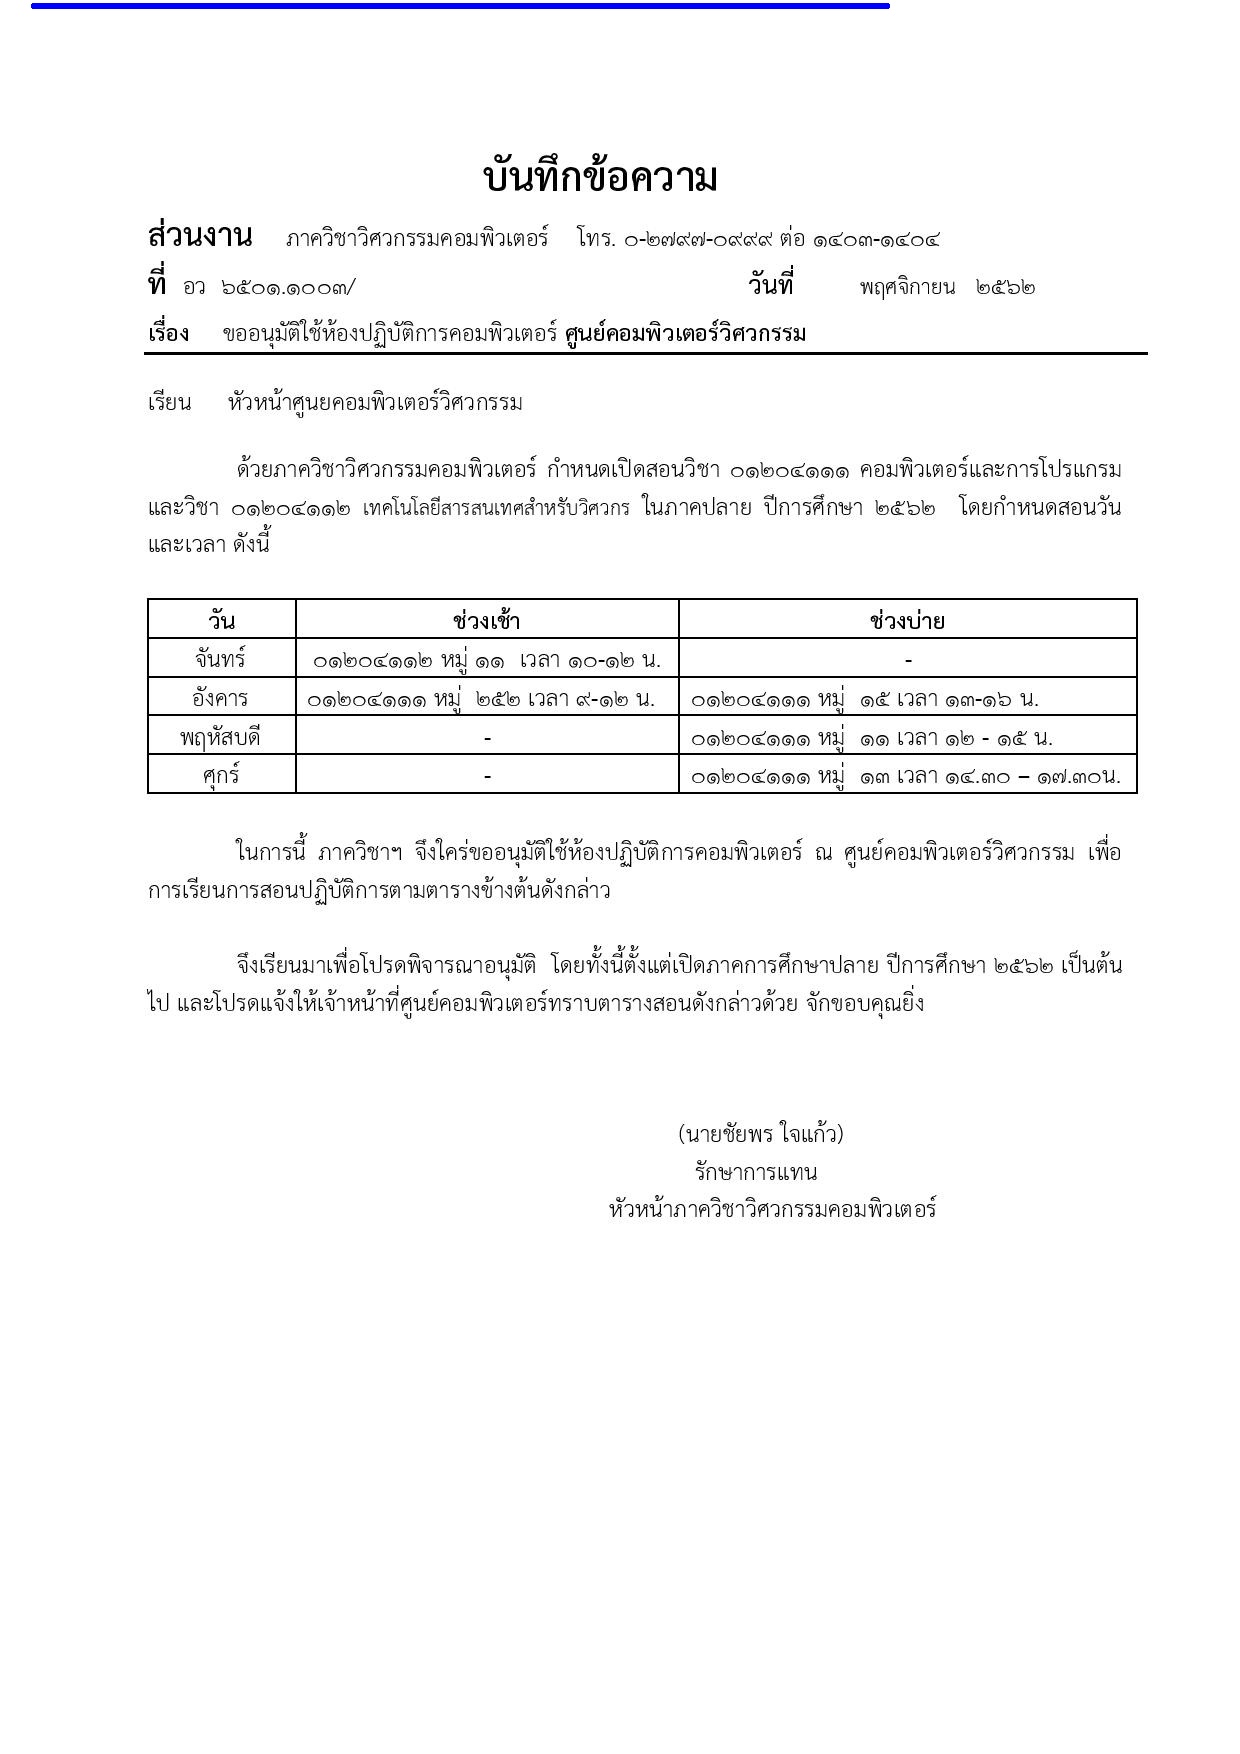 บันทึกข้อความ
ส่วนงาน ภาควิชาวิศวกรรมคอมพิวเตอร์ โทร. ๐-๒๗๙๗-๐๙๙๙ ต่อ ๑๔๐๓-๑๔๐๔
ที่ อว ๖๕๐๑.๑๐๐๓/ วันที่ พฤศจิกายน ๒๕๖๒
เรื่อง ขออนุมัติใช้ห้องปฏิบัติการคอมพิวเตอร์ ศูนย์คอมพิวเตอร์วิศวกรรม
เรียน หัวหน้าศูนยคอมพิวเตอร์วิศวกรรม
ด้วยภาควิชาวิศวกรรมคอมพิวเตอร์ กำหนดเปิดสอนวิชา ๐๑๒๐๔๑๑๑ คอมพิวเตอร์และการโปรแกรม
และวิชา ๐๑๒๐๔๑๑๒ เทคโนโลยีสารสนเทศสำหรับวิศวกร ในภาคปลาย ปีการศึกษา ๒๕๖๒ โดยกำหนดสอนวัน
และเวลา ดังนี้
วัน ช่วงเช้า ช่วงบ่าย
จันทร์ ๐๑๒๐๔๑๑๒ หมู่ ๑๑ เวลา ๑๐-๑๒ น. -
อังคาร ๐๑๒๐๔๑๑๑ หมู่ ๒๕๒ เวลา ๙-๑๒ น. ๐๑๒๐๔๑๑๑ หมู่ ๑๕ เวลา ๑๓-๑๖ น.
พฤหัสบดี - ๐๑๒๐๔๑๑๑ หมู่ ๑๑ เวลา ๑๒ - ๑๕ น.
ศุกร์ - ๐๑๒๐๔๑๑๑ หมู่ ๑๓ เวลา ๑๔.๓๐ – ๑๗.๓๐น.
ในการนี้ ภาควิชาฯ จึงใคร่ขออนุมัติใช้ห้องปฏิบัติการคอมพิวเตอร์ ณ ศูนย์คอมพิวเตอร์วิศวกรรม เพื่อ
การเรียนการสอนปฏิบัติการตามตารางข้างต้นดังกล่าว
จึงเรียนมาเพื่อโปรดพิจารณาอนุมัติ โดยทั้งนี้ตั้งแต่เปิดภาคการศึกษาปลาย ปีการศึกษา ๒๕๖๒ เป็นต้น
ไป และโปรดแจ้งให้เจ้าหน้าที่ศูนย์คอมพิวเตอร์ทราบตารางสอนดังกล่าวด้วย จักขอบคุณยิ่ง
(นายชัยพร ใจแก้ว)
รักษาการแทน
หัวหน้าภาควิชาวิศวกรรมคอมพิวเตอร์